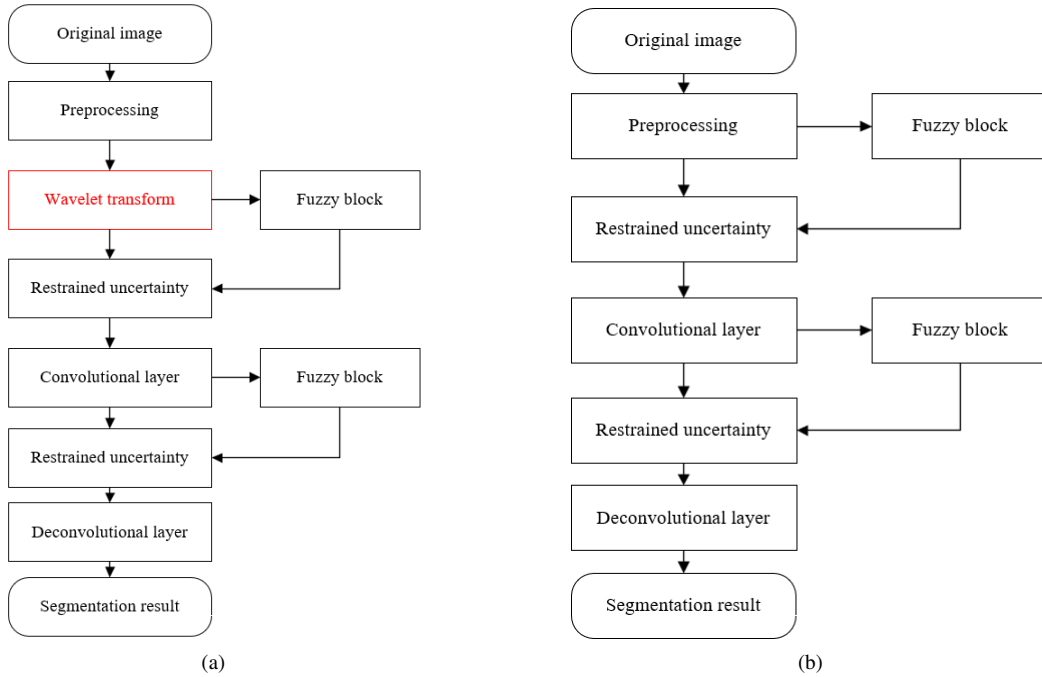 Original image
Preprocessing
Wavelet transform
Fuzzy block
Restrained uncertainty
Convolutional layer
Fuzzy block
Restrained uncertainty
Deconvolutional layer
Segmentation result
(a)
Original image
Preprocessing
Fuzzy block
Restrained uncertainty
Convolutional layer
Fuzzy block
Restrained uncertainty
Deconvolutional layer
Segmentation result
(b)